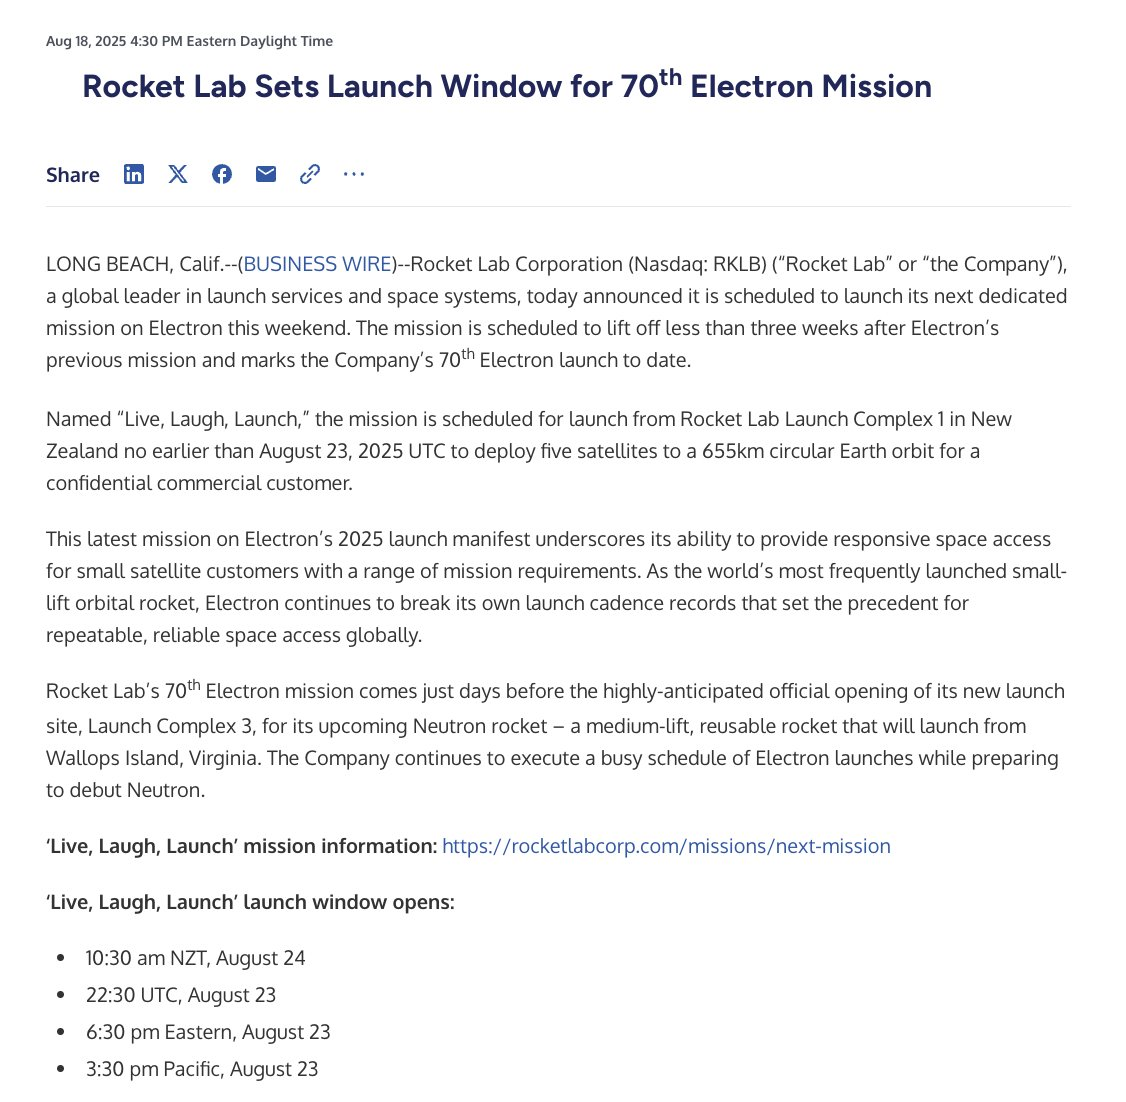 Aug 18, 2025 4:30 PM Eastern Daylight Time
Rocket Lab Sets Launch Window for 70th Electron Mission
Share
LONG BEACH, Calif.--(BUSINESS WIRE)--Rocket Lab Corporation (Nasdaq: RKLB) (“Rocket Lab” or “the Company”),
a global leader in launch services and space systems, today announced it is scheduled to launch its next dedicated
mission on Electron this weekend. The mission is scheduled to lift off less than three weeks after Electron’s
previous mission and marks the Company’s 70th Electron launch to date.
Named “Live, Laugh, Launch,” the mission is scheduled for launch from Rocket Lab Launch Complex 1 in New
Zealand no earlier than August 23, 2025 UTC to deploy five satellites to a 655km circular Earth orbit for a
confidential commercial customer.
This latest mission on Electron’s 2025 launch manifest underscores its ability to provide responsive space access
for small satellite customers with a range of mission requirements. As the world’s most frequently launched small-
lift orbital rocket, Electron continues to break its own launch cadence records that set the precedent for
repeatable, reliable space access globally.
Rocket Lab’s 70th Electron mission comes just days before the highly-anticipated official opening of its new launch
site, Launch Complex 3, for its upcoming Neutron rocket – a medium-lift, reusable rocket that will launch from
Wallops Island, Virginia. The Company continues to execute a busy schedule of Electron launches while preparing
to debut Neutron.
‘Live, Laugh, Launch’ mission information: https://rocketlabcorp.com/missions/next-mission
‘Live, Laugh, Launch’ launch window opens:
• 10:30 am NZT, August 24
• 22:30 UTC, August 23
• 6:30 pm Eastern, August 23
• 3:30 pm Pacific, August 23